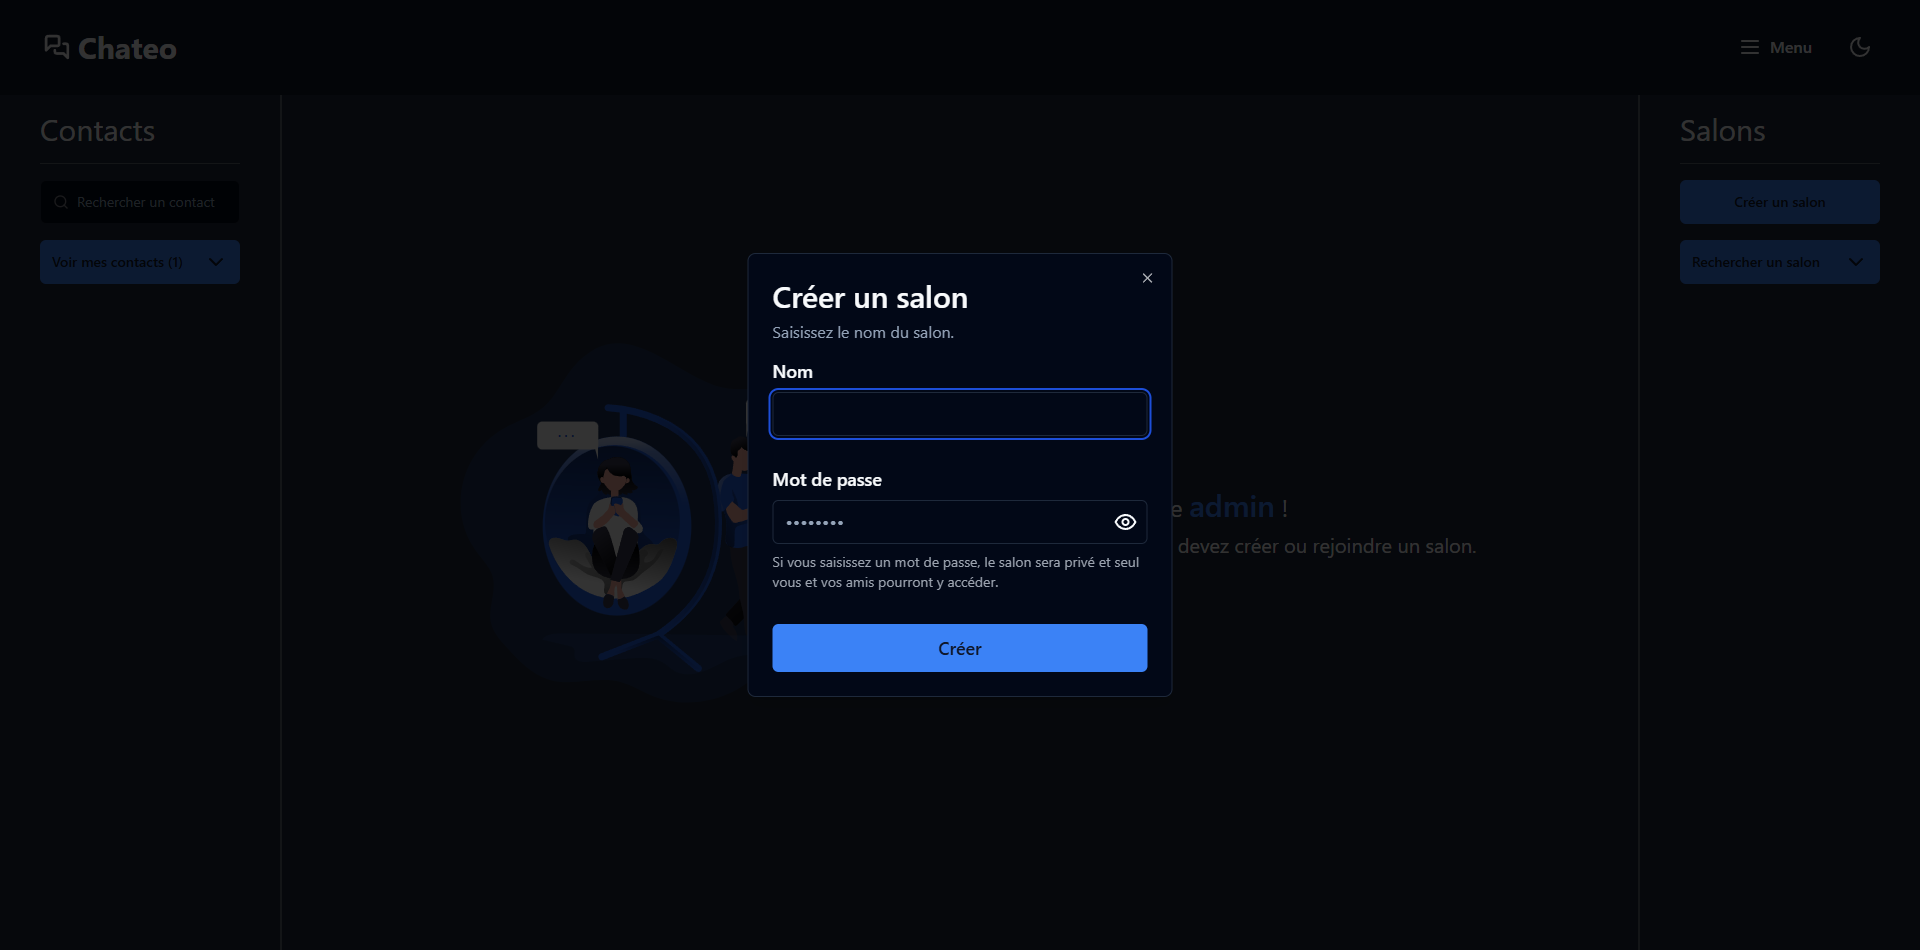 Chateo
Menu
Contacts
Rechercher un contact
Voir mes contacts (1)
Salons
Créer un salon
Rechercher un salon
Créer un salon
Saisissez le nom du salon.
Nom
Mot de passe
••••••••
Si vous saisissez un mot de passe, le salon sera privé et seul
vous et vos amis pourront y accéder.
Créer
...
e admin !
devez créer ou rejoindre un salon.